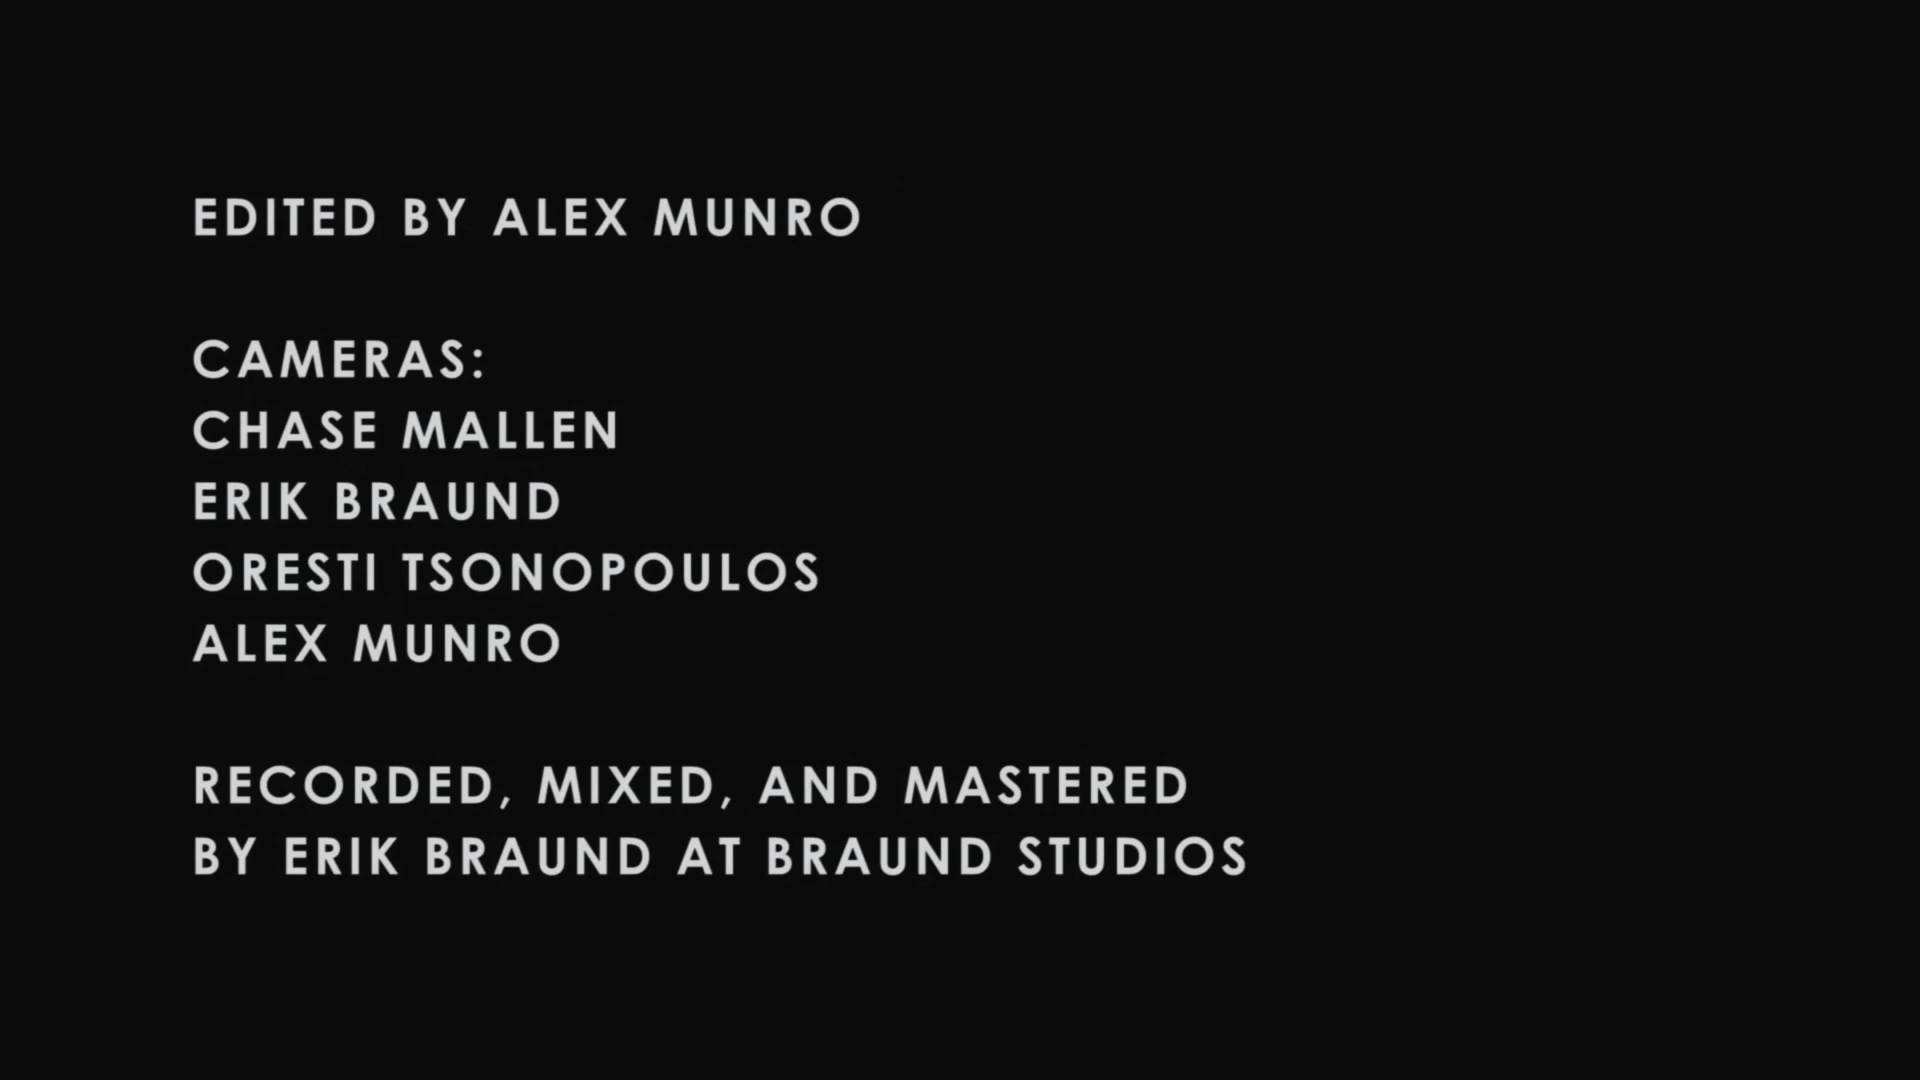 EDITED BY ALEX MUNRO
CAMERAS:
CHASE MALLEN
ERIK BRAUND
ORESTI TSONOPOULOS
ALEX MUNRO
RECORDED, MIXED, AND MASTERED
BY ERIK BRAUND AT BRAUND STUDIOS